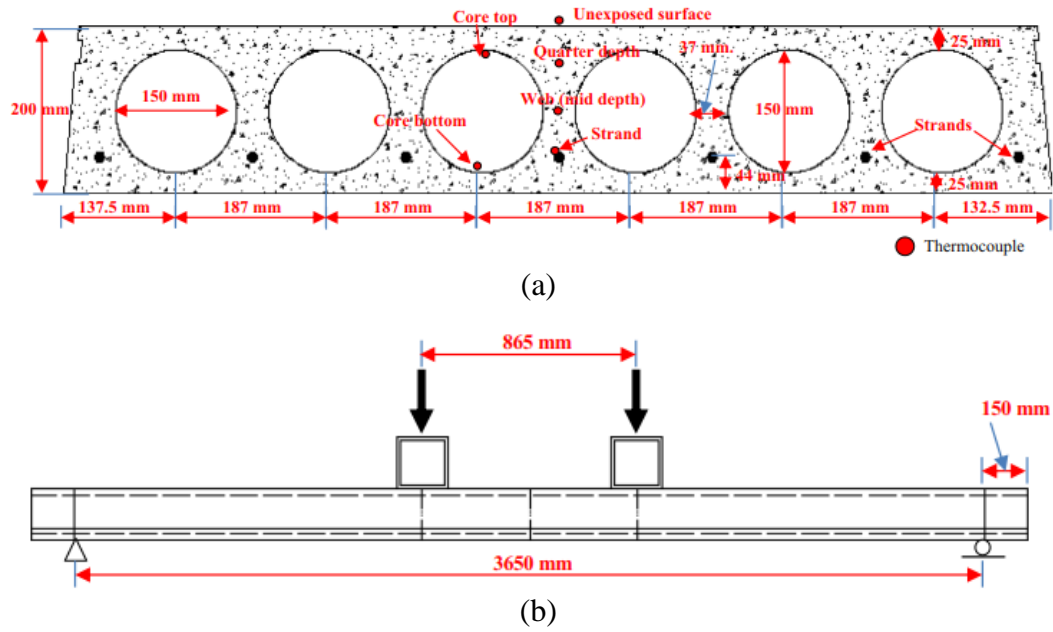 Core top
Unexposed surface
37 mm.
25 mm
Quarter depth
200 mm
150 mm
Web (mid depth)
150 mm
Core bottom
Strand
Strands
44 mm
25 mm
137.5 mm
187 mm
187 mm
187 mm
187 mm
187 mm
132.5 mm
Thermocouple
(a)
865 mm
150 mm
3650 mm
(b)